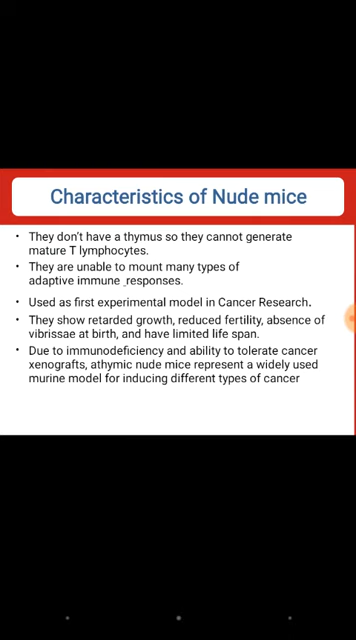 Characteristics of Nude mice
• They don't have a thymus so they cannot generate
mature T lymphocytes.
• They are unable to mount many types of
adaptive immune responses.
• Used as first experimental model in Cancer Research.
• They show retarded growth, reduced fertility, absence of
vibrissae at birth, and have limited life span.
• Due to immunodeficiency and ability to tolerate cancer
xenografts, athymic nude mice represent a widely used
murine model for inducing different types of cancer